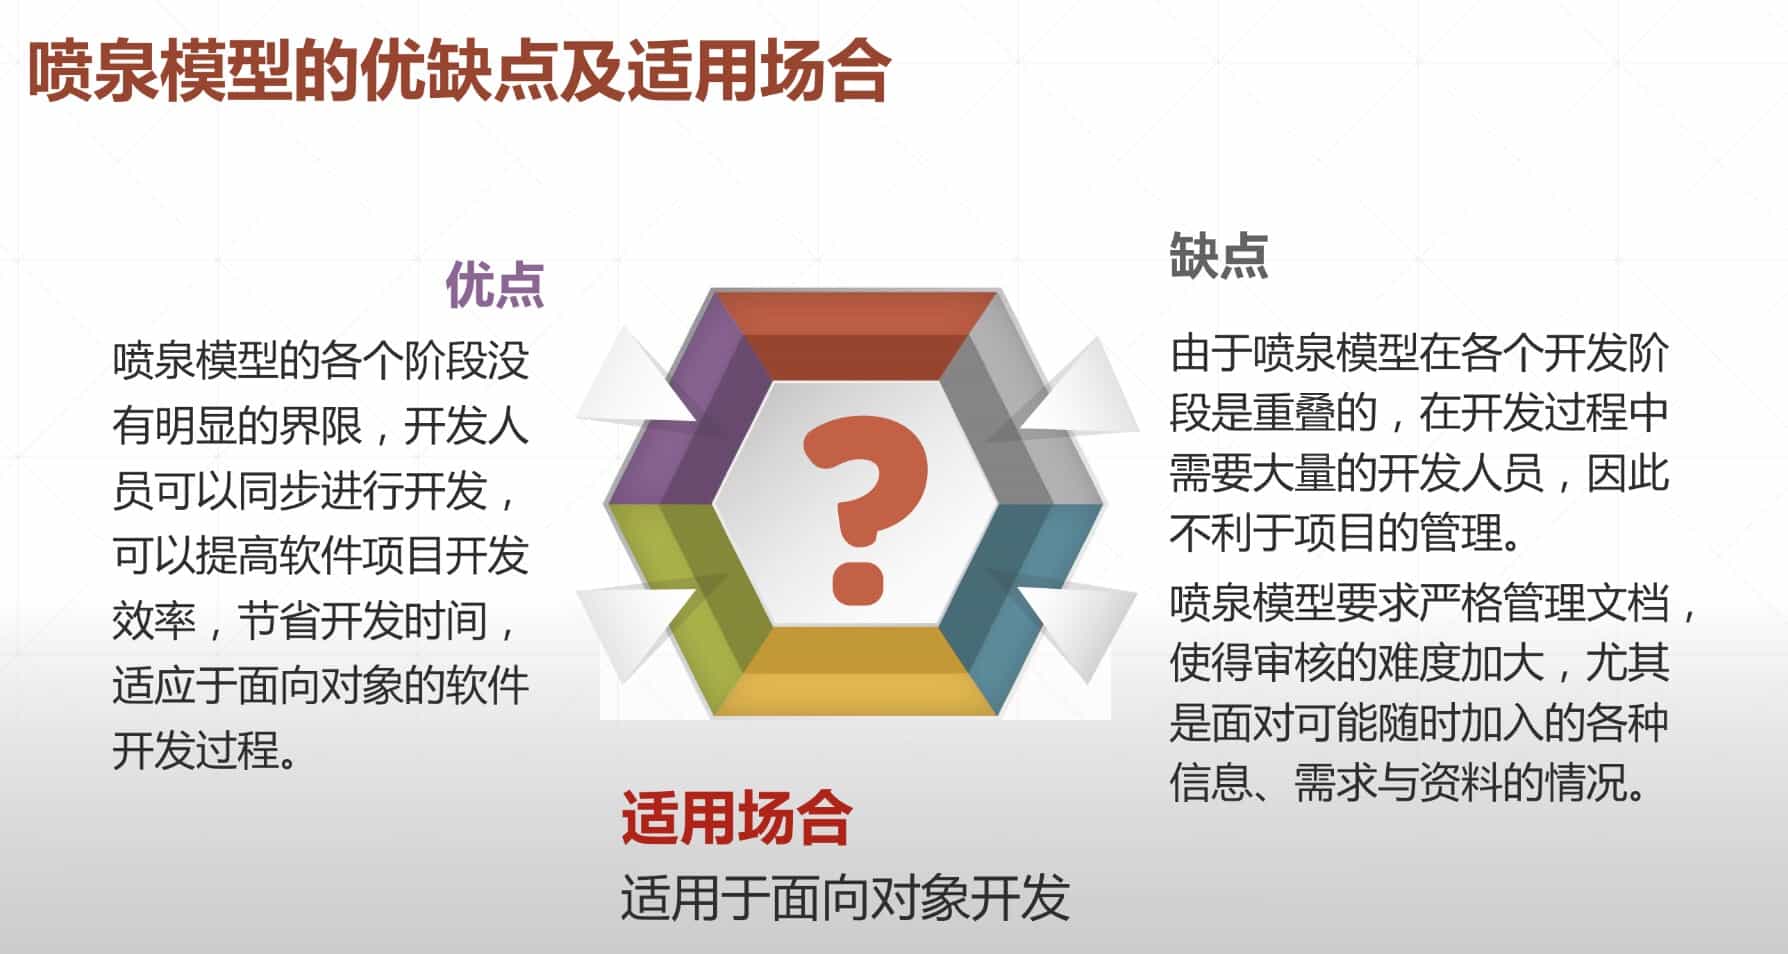 喷泉模型的优缺点及适用场合
优点
喷泉模型的各个阶段没
有明显的界限，开发人
员可以同步进行开发，
可以提高软件项目开发
效率，节省开发时间，
适应于面向对象的软件
开发过程。
缺点
由于喷泉模型在各个开发阶
段是重叠的，在开发过程中
需要大量的开发人员，因此
不利于项目的管理。
喷泉模型要求严格管理文档，
使得审核的难度加大，尤其
是面对可能随时加入的各种
信息、需求与资料的情况。
?
适用场合
适用于面向对象开发